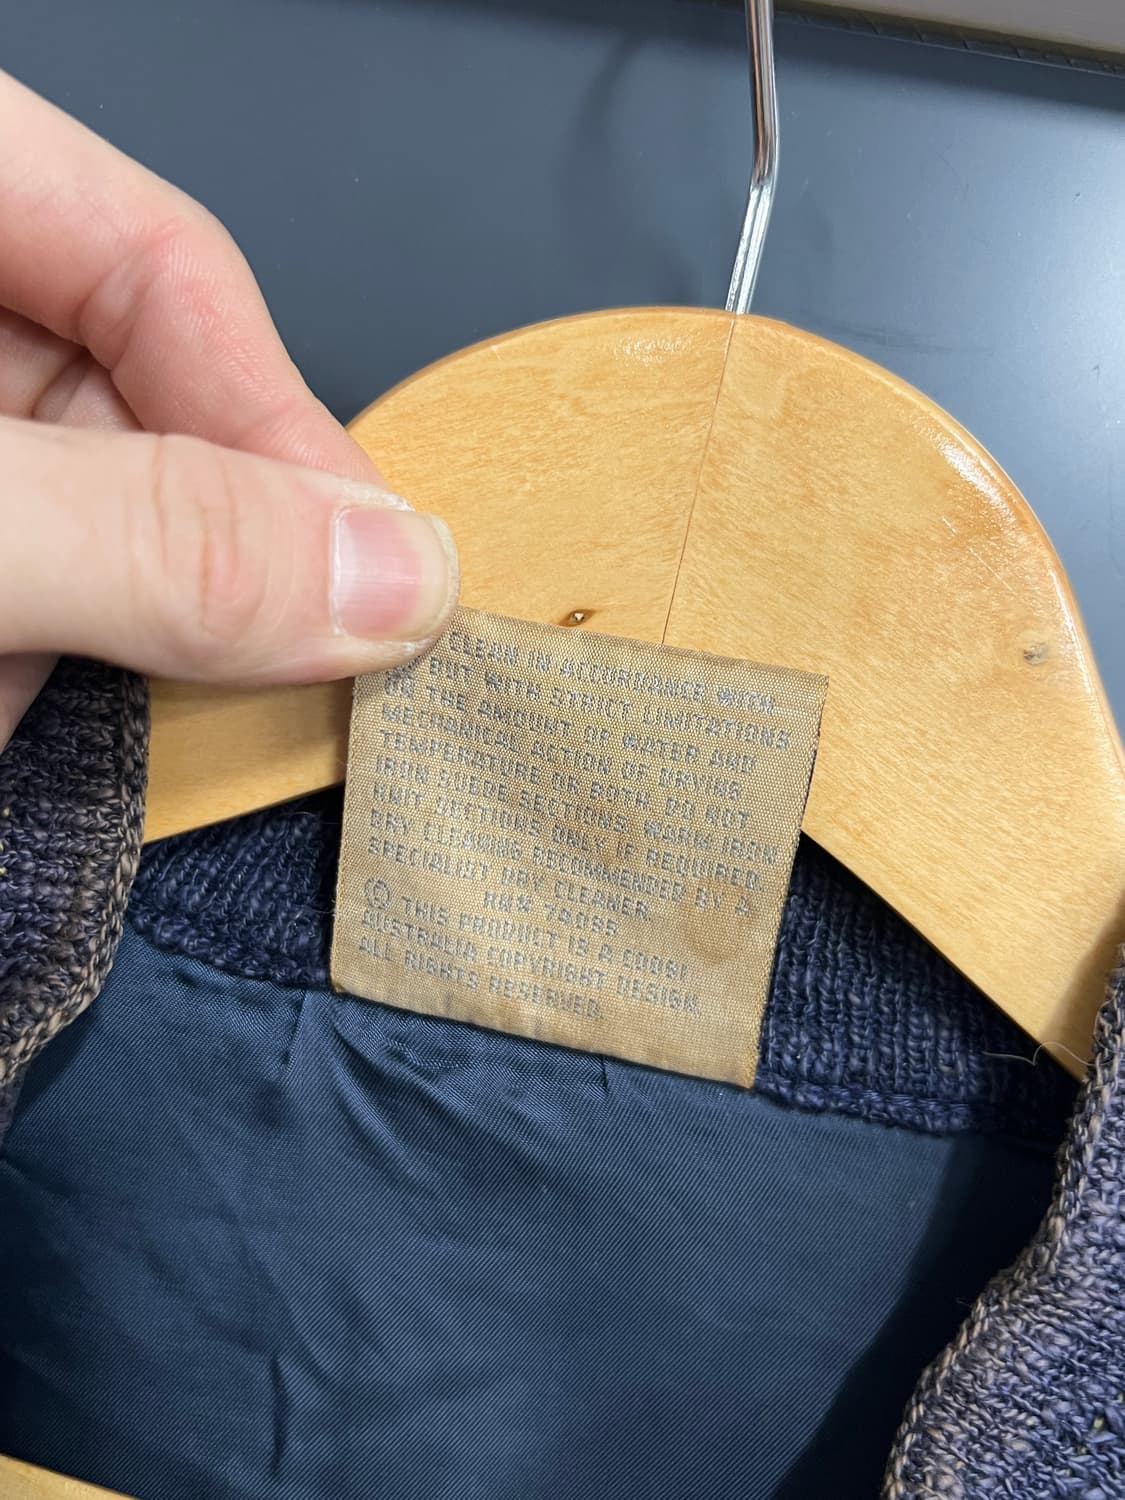 CLEAN IN ACCORDANCE WITH
BUT WITH STRICT LIMITATIONS
ON THE AMOUNT OF WATER AND
MECHANICAL ACTION OF DRYING
TEMPERATURE OR BOTH. DO NOT
IRON SUEDE SECTIONS. WARM IRON
KNIT SECTIONS ONLY IF REQUIRED.
DRY CLEANING RECOMMENDED BY A
SPECIALIST DRY CLEANER.
RN# 74085
© THIS PRODUCT IS A COOGI
AUSTRALIA COPYRIGHT DESIGN.
ALL RIGHTS RESERVED.